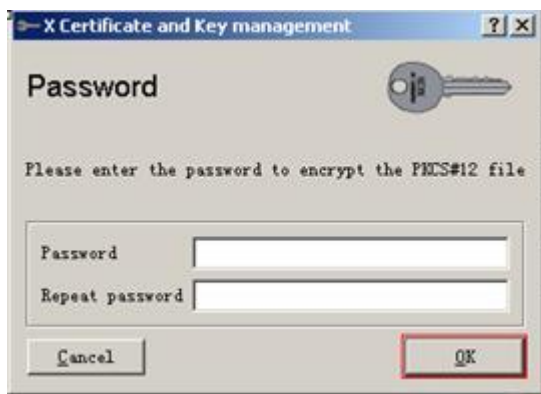 X Certificate and Key management
Password
Please enter the password to encrypt the PKCS#12 file
Password
Repeat password
Cancel
OK